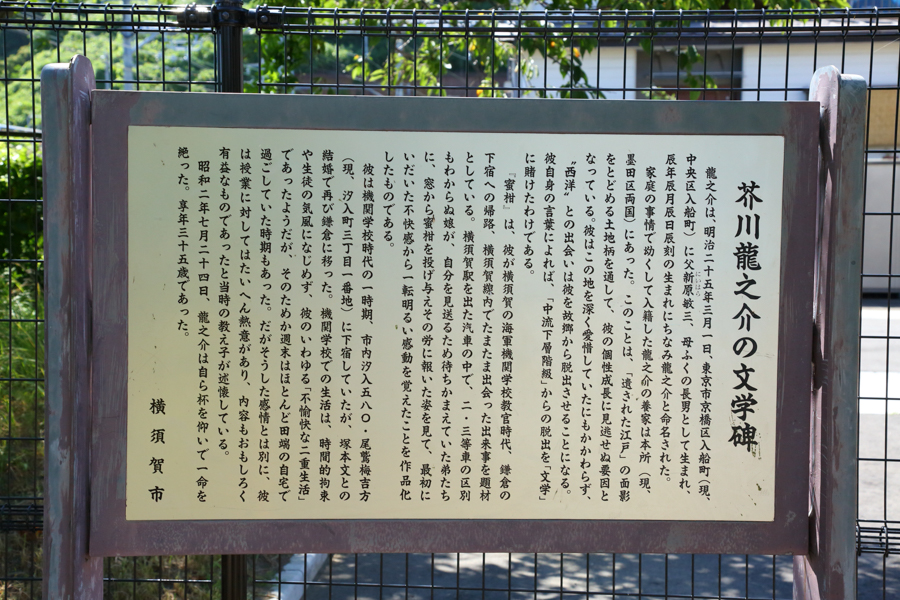 芥川龍之介の文学碑
龍之介は、明治二十五年三月一日、東京市京橋区入船町(現、
中央区入船町)に父新原敏三、母ふくの長男として生まれ、
辰年辰月辰日辰刻の生まれにちなみ龍之介と命名された。
家庭の事情で幼くして入籍した龍之介の養家は本所(現、
墨田区両国)にあった。このことは、「遺された江戸」の面影
をとどめる土地柄を通して、彼の個性成長に見逃せぬ要因と
なっている。彼はこの地を深く愛惜していたにもかかわらず、
〝西洋〟との出会いは彼を故郷から脱出させることになる。
彼自身の言葉によれば、「中流下層階級」からの脱出を「文学」
に賭けたわけである。
『蜜柑』は、彼が横須賀の海軍機関学校教官時代、鎌倉の
下宿への帰路、横須賀線内でたまたま出会った出来事を題材
としている。横須賀駅を出た汽車の中で、二・三等車の区別
もわからぬ娘が、自分を見送るため待ちかまえていた弟たち
に、窓から蜜柑を投げ与えその労に報いた姿を見て、最初に
いだいた不快感から一転明るい感動を覚えたことを作品化
したものである。
彼は機関学校時代の一時期、市内汐入五八〇・尾鷲梅吉方
(現、汐入町三丁目一番地)に下宿していたが、塚本文との
結婚で再び鎌倉に移った。機関学校での生活は、時間的拘束
や生徒の気風になじめず、彼のいわゆる「不愉快な二重生活」
であったようだが、そのためか週末はほとんど田端の自宅で
過ごしていた時期もあった。だがそうした感情とは別に、彼
は授業に対してはたいへん熱意があり、内容もおもしろく
有益なものであったと当時の教え子が述懐している。
昭和二年七月二十四日、龍之介は自ら杯を仰いで一命を
絶った。享年三十五歳であった。
横須賀市